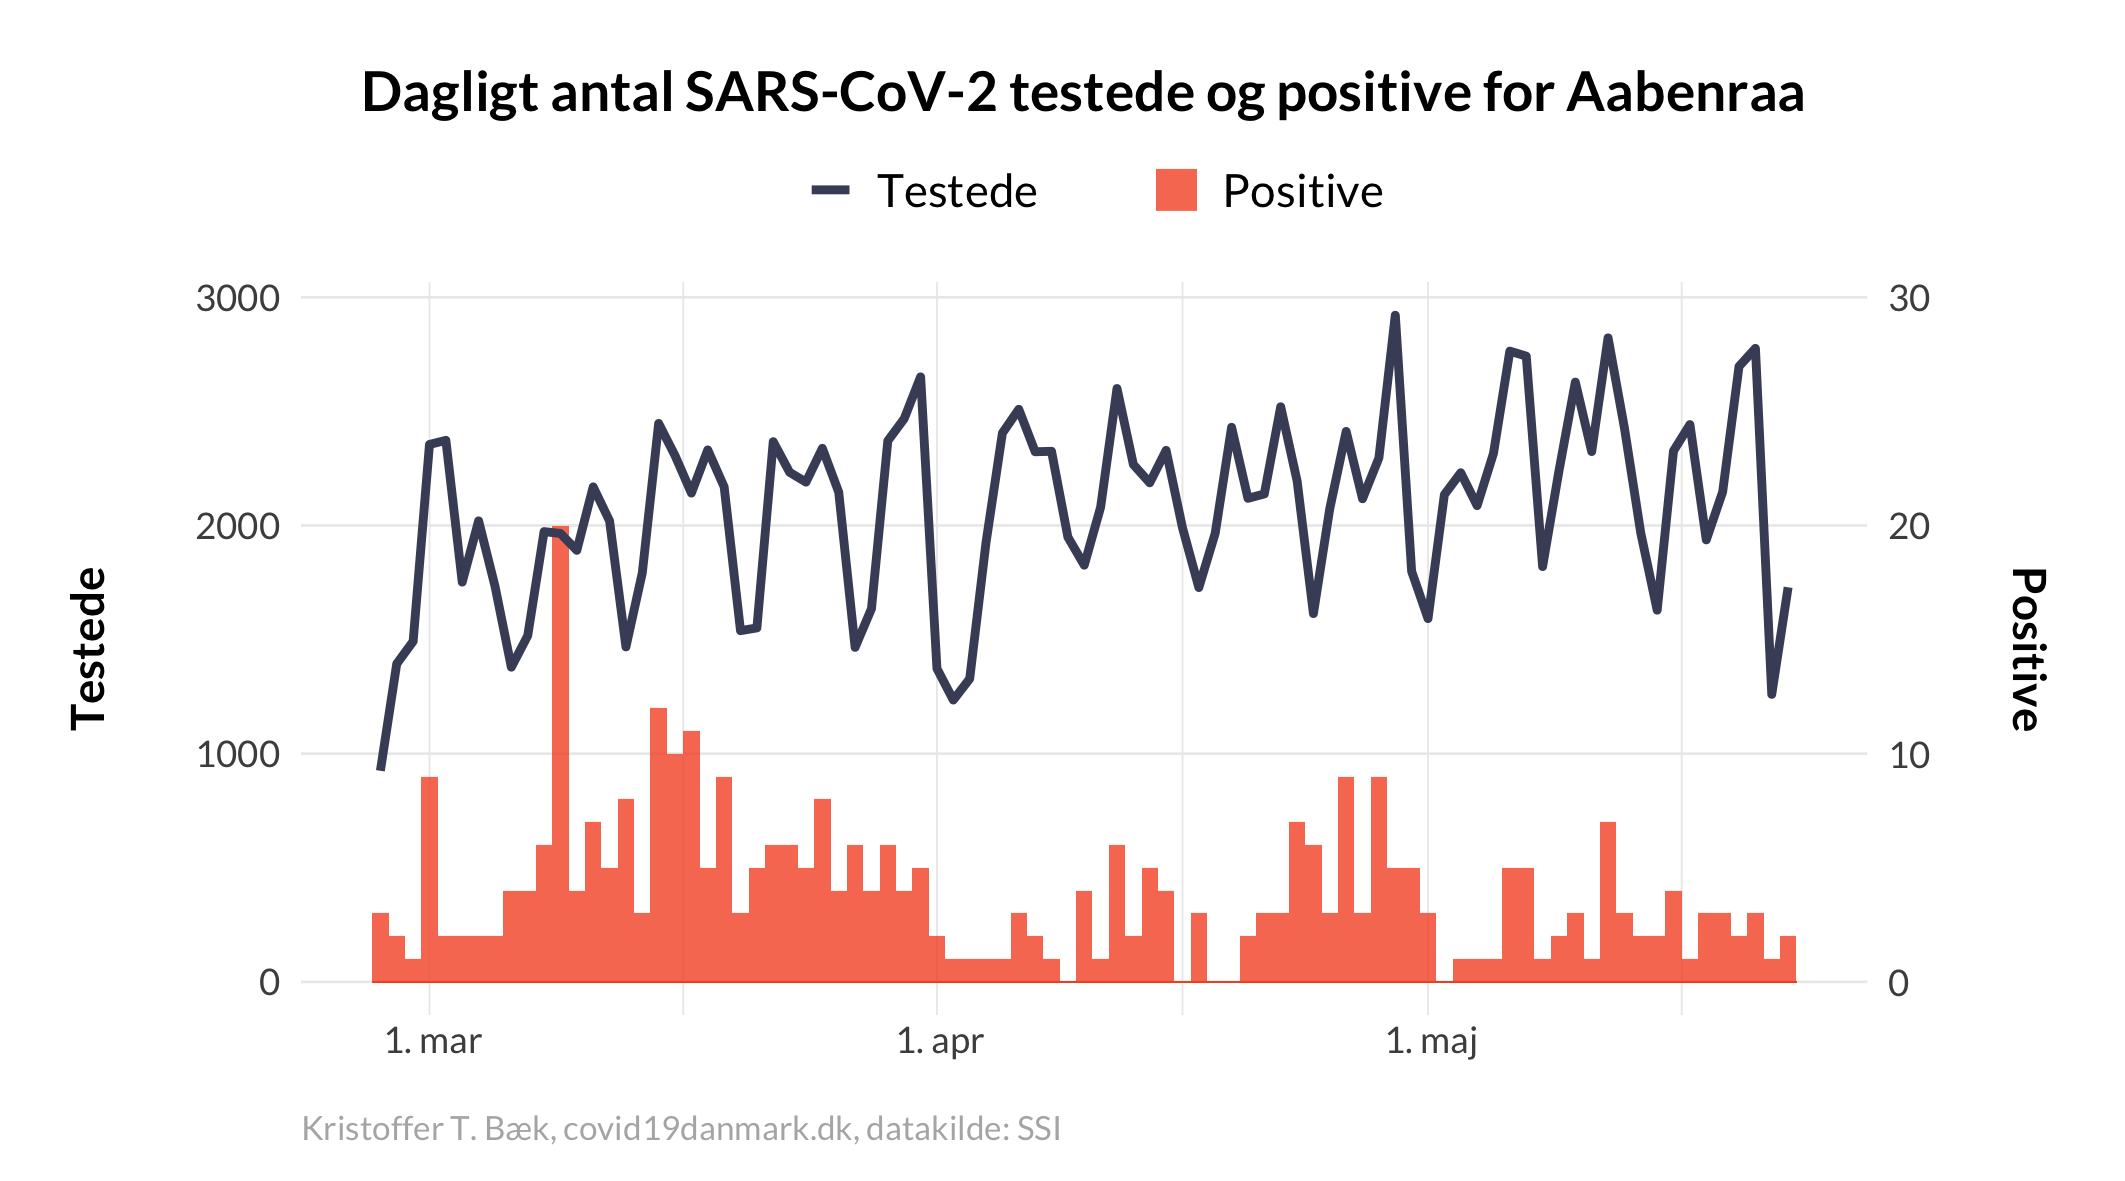 Dagligt antal SARS-CoV-2 testede og positive for Aabenraa
Testede
Positive
3000
2000
1000
0
Testede
30
20
10
0
Positive
1. mar
1. apr
1. maj
Kristoffer T. Bæk, covid19danmark.dk, datakilde: SSI